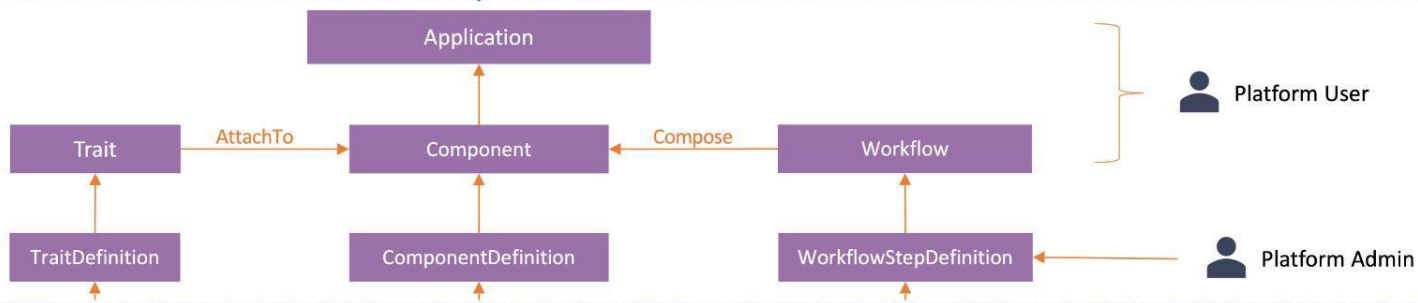 Application
Platform User
Trait
AttachTo
Component
Compose
Workflow
TraitDefinition
ComponentDefinition
WorkflowStepDefinition
Platform Admin